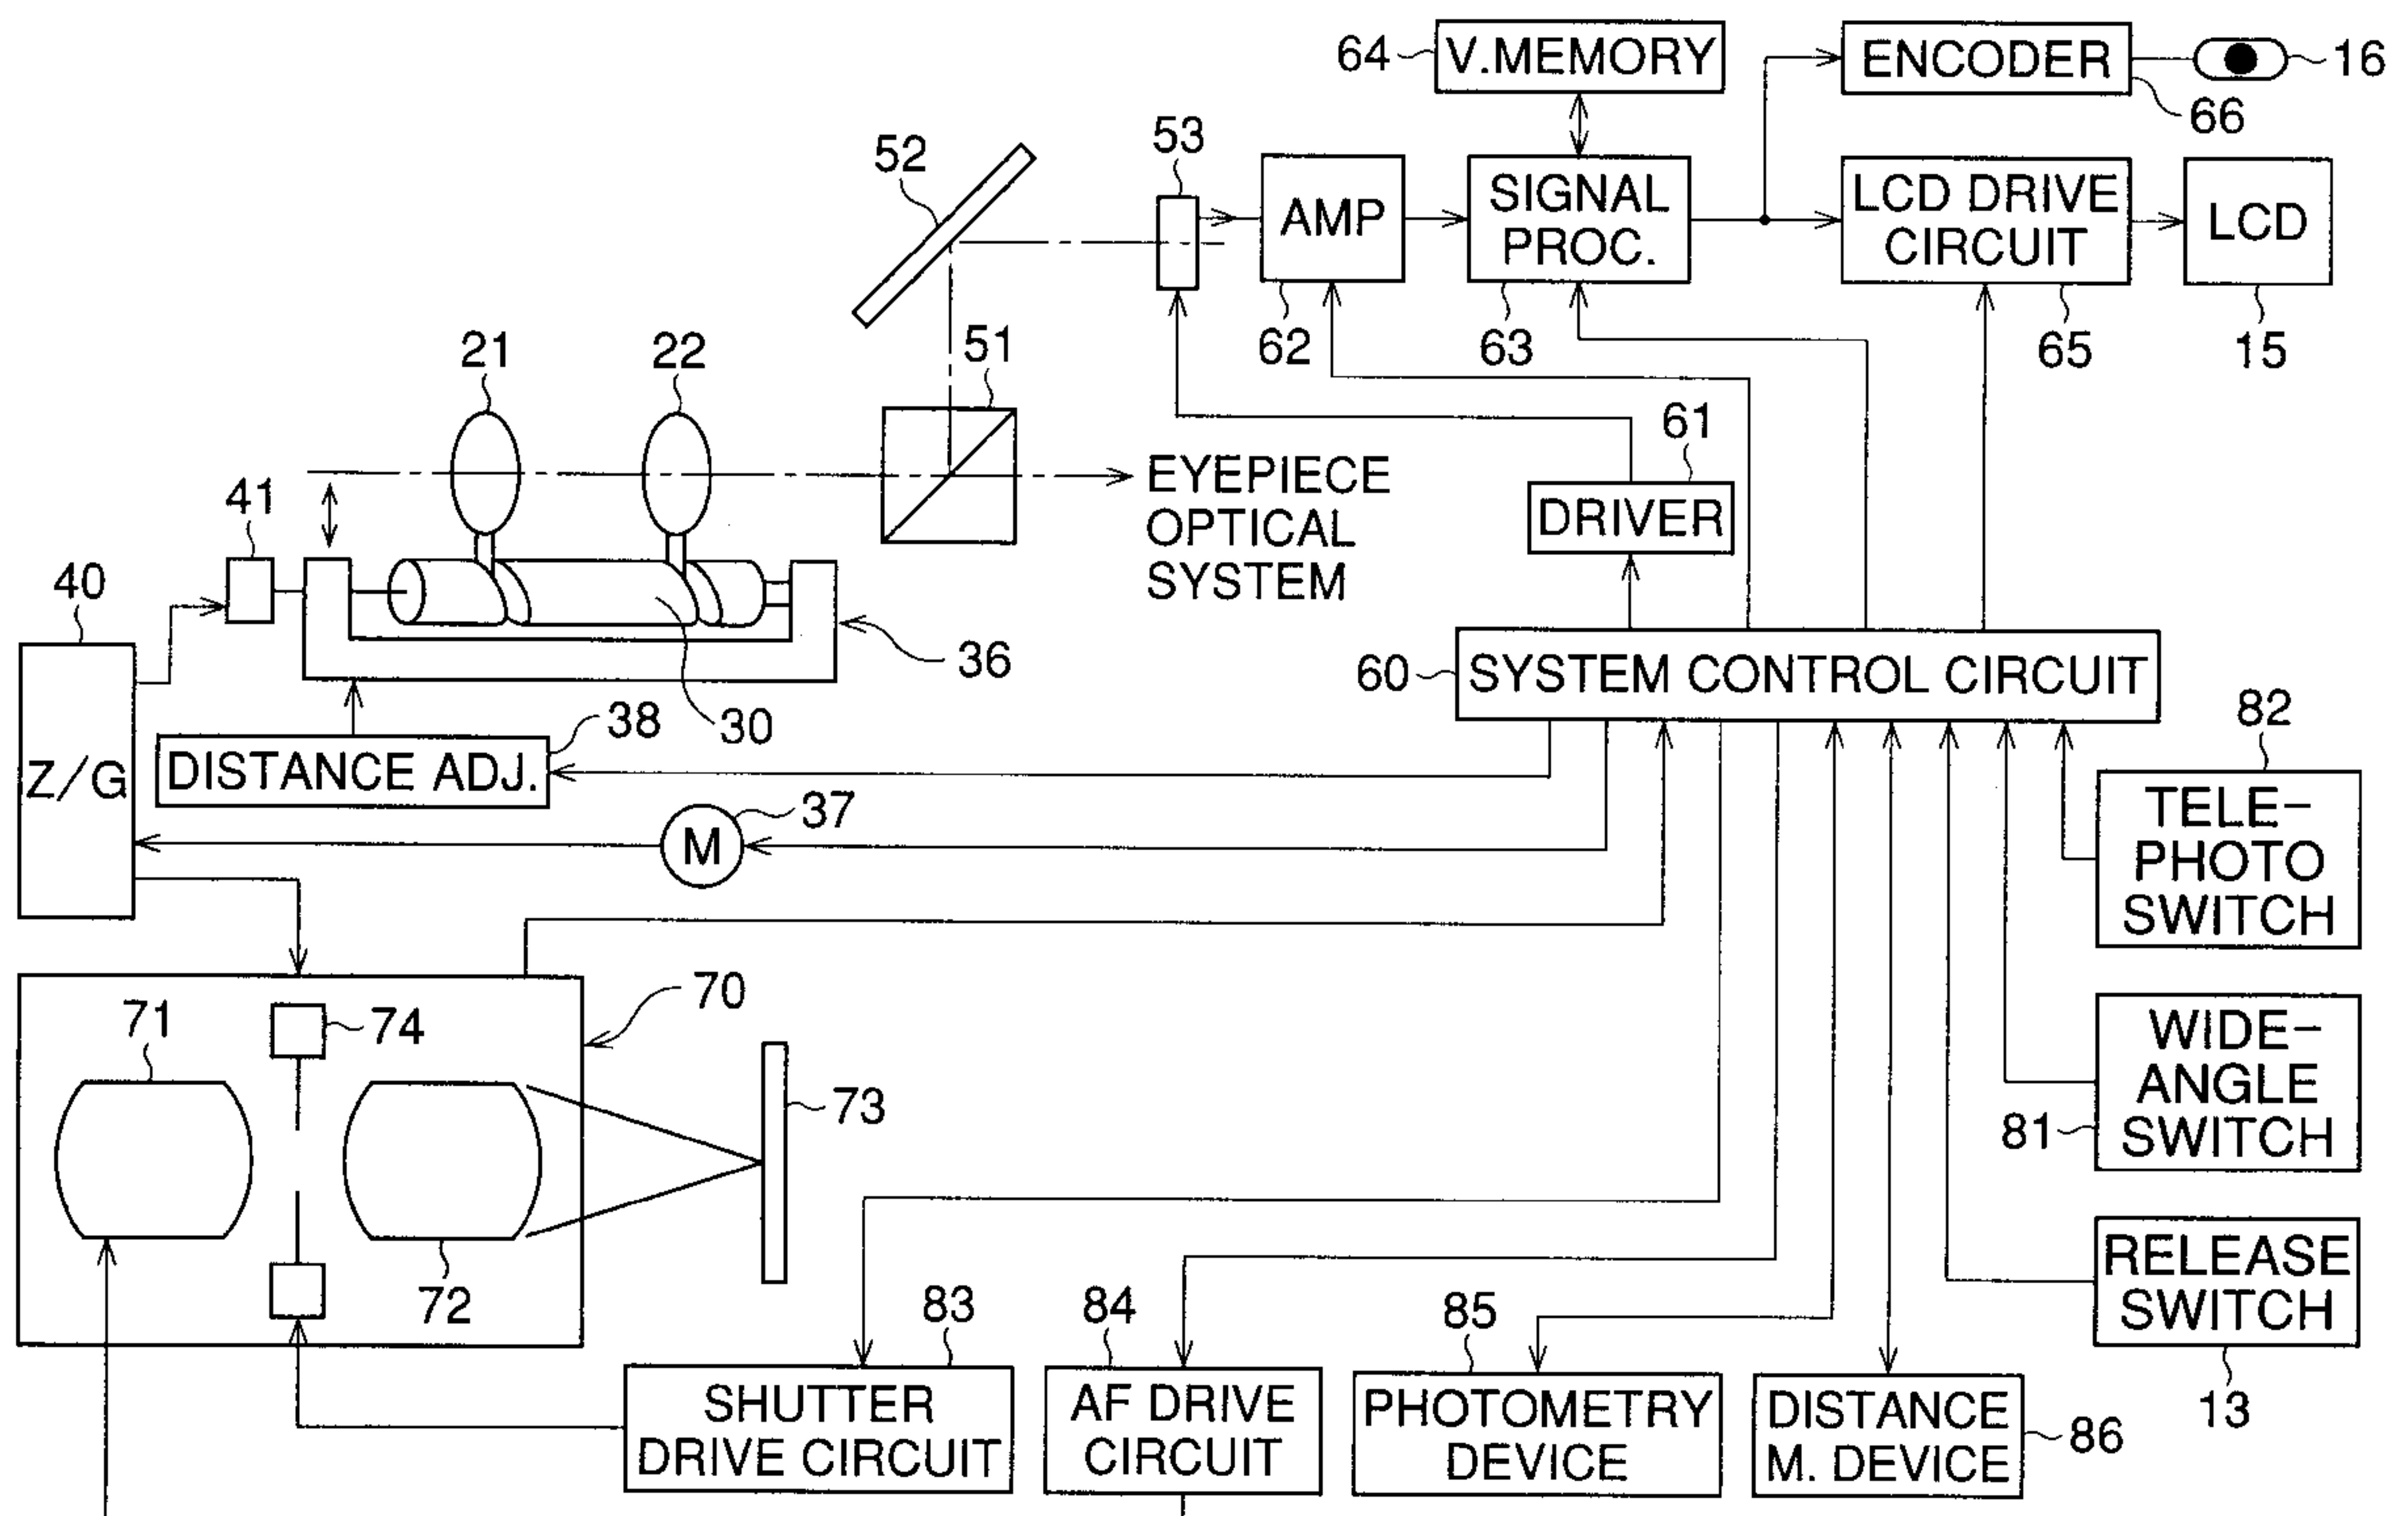 64
V.MEMORY
ENCODER
16
66
52
53
AMP
SIGNAL
PROC.
LCD DRIVE
CIRCUIT
LCD
62
63
65
15
21
22
51
61
41
EYEPIECE
OPTICAL
SYSTEM
DRIVER
40
36
60
SYSTEM CONTROL CIRCUIT
30
38
82
Z/G
DISTANCE ADJ.
37
M
TELE-
PHOTO
SWITCH
70
71
74
73
WIDE-
ANGLE
SWITCH
81
72
83
84
85
RELEASE
SWITCH
13
SHUTTER
DRIVE CIRCUIT
AF DRIVE
CIRCUIT
PHOTOMETRY
DEVICE
DISTANCE
M. DEVICE
86